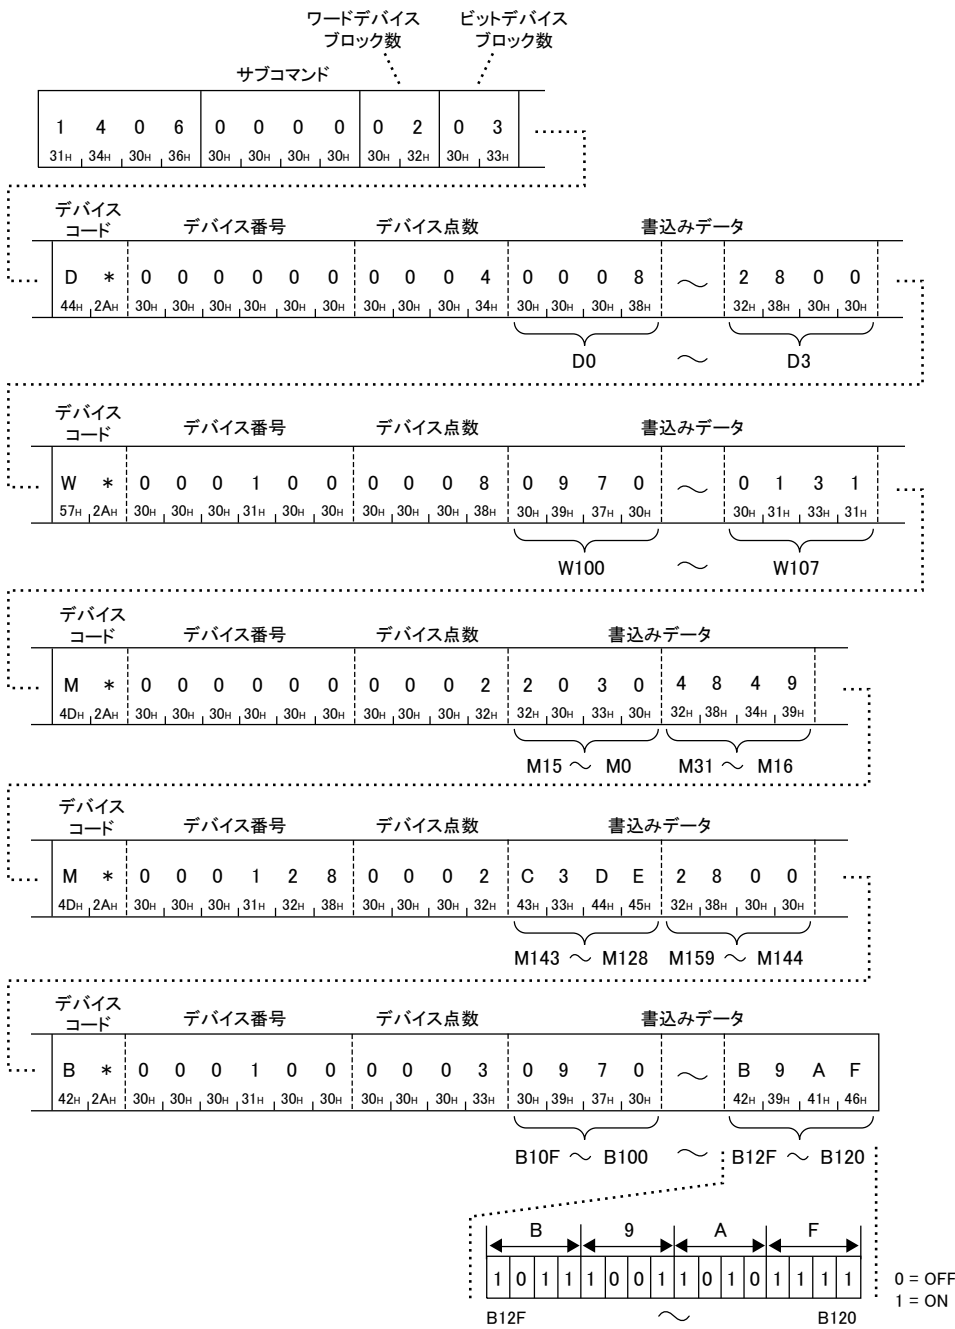 ワードデバイス ビットデバイス
ブロック数 ブロック数
サブコマンド
1 4 0 6 0 0 0 0 0 2 0 3
31H 34H 30H 36H 30H 30H 30H 30H 30H 32H 30H 33H
デバイス
コード デバイス番号 デバイス点数 書込みデータ
D * 0 0 0 0 0 0 0 0 0 4 0 0 0 8 ～ 2 8 0 0
44H 2AH 30H 30H 30H 30H 30H 30H 30H 30H 30H 34H 30H 30H 30H 38H 32H 38H 30H 30H
D0 ～ D3
デバイス
コード デバイス番号 デバイス点数 書込みデータ
W * 0 0 0 1 0 0 0 0 0 8 0 9 7 0 ～ 0 1 3 1
57H 2AH 30H 30H 30H 31H 30H 30H 30H 30H 30H 38H 30H 39H 37H 30H 30H 31H 33H 31H
W100 ～ W107
デバイス
コード デバイス番号 デバイス点数 書込みデータ
M * 0 0 0 0 0 0 0 0 0 2 2 0 3 0 4 8 4 9
4DH 2AH 30H 30H 30H 30H 30H 30H 30H 30H 30H 32H 32H 30H 33H 30H 32H 38H 34H 39H
M15 ～ M0 M31 ～ M16
デバイス
コード デバイス番号 デバイス点数 書込みデータ
M * 0 0 0 1 2 8 0 0 0 2 C 3 D E 2 8 0 0
4DH 2AH 30H 30H 30H 31H 32H 38H 30H 30H 30H 32H 43H 33H 44H 45H 32H 38H 30H 30H
M143 ～ M128 M159 ～ M144
デバイス
コード デバイス番号 デバイス点数 書込みデータ
B * 0 0 0 1 0 0 0 0 0 3 0 9 7 0 ～ B 9 A F
42H 2AH 30H 30H 30H 31H 30H 30H 30H 30H 30H 33H 30H 39H 37H 30H 42H 39H 41H 46H
B10F ～ B100 ～ B12F ～ B120
B 9 A F
1 0 1 1 1 0 0 1 1 0 1 0 1 1 1 1 0 = OFF
1 = ON
B12F ～ B120